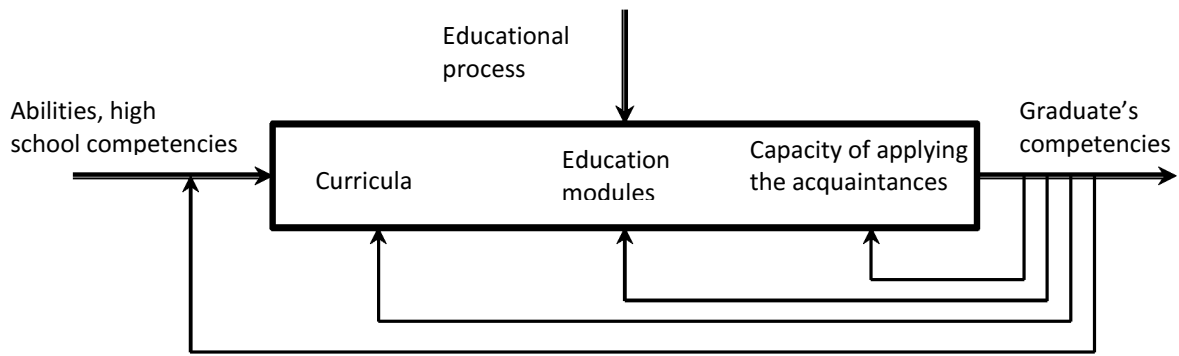 Educational
process
Abilities, high
school competencies
Graduate’s
competencies
Curricula
Education
modules
Capacity of applying
the acquaintances